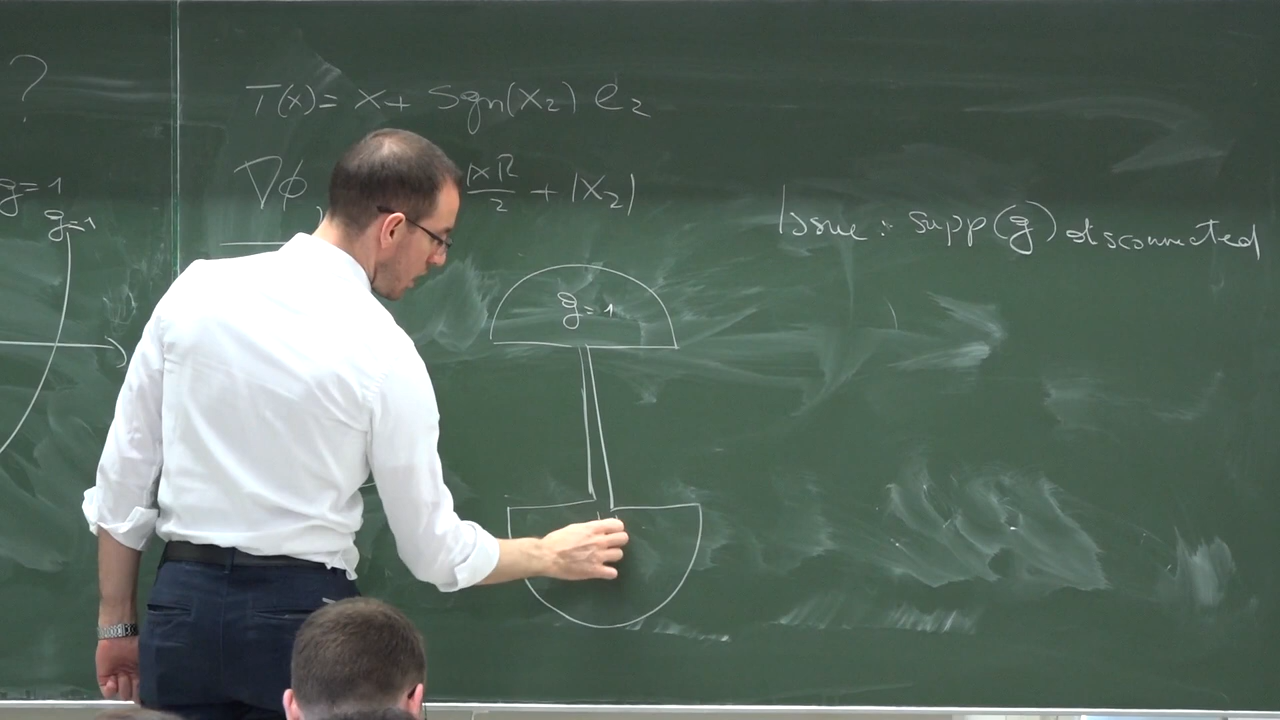 ?
g=1
g=1
T(x)= x+ sgn(x₂) e₂
∇φ
|x|²/2 + |x₂|
Issue : supp(g) disconnected
g=1